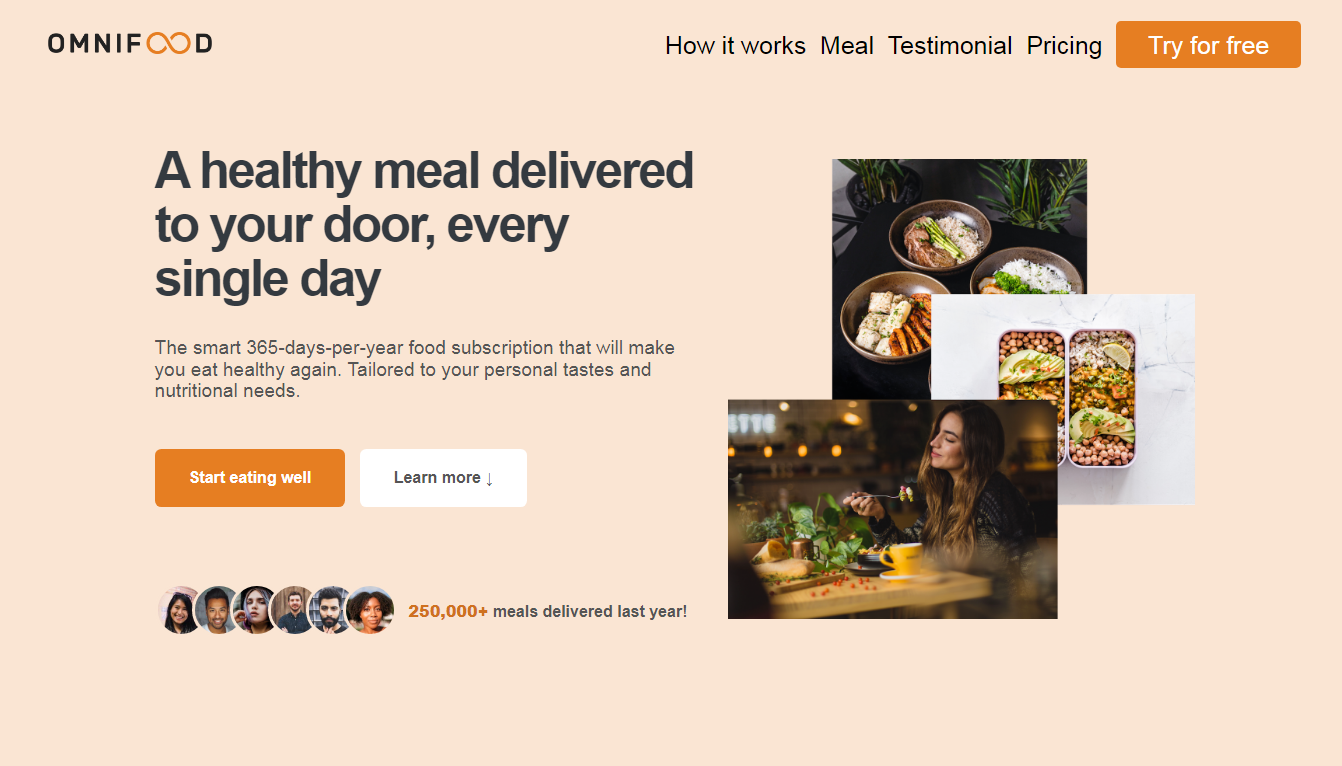 OMNIFOOD
How it works Meal Testimonial Pricing Try for free
A healthy meal delivered
to your door, every
single day
The smart 365-days-per-year food subscription that will make
you eat healthy again. Tailored to your personal tastes and
nutritional needs.
Start eating well
Learn more ↓
250,000+ meals delivered last year!